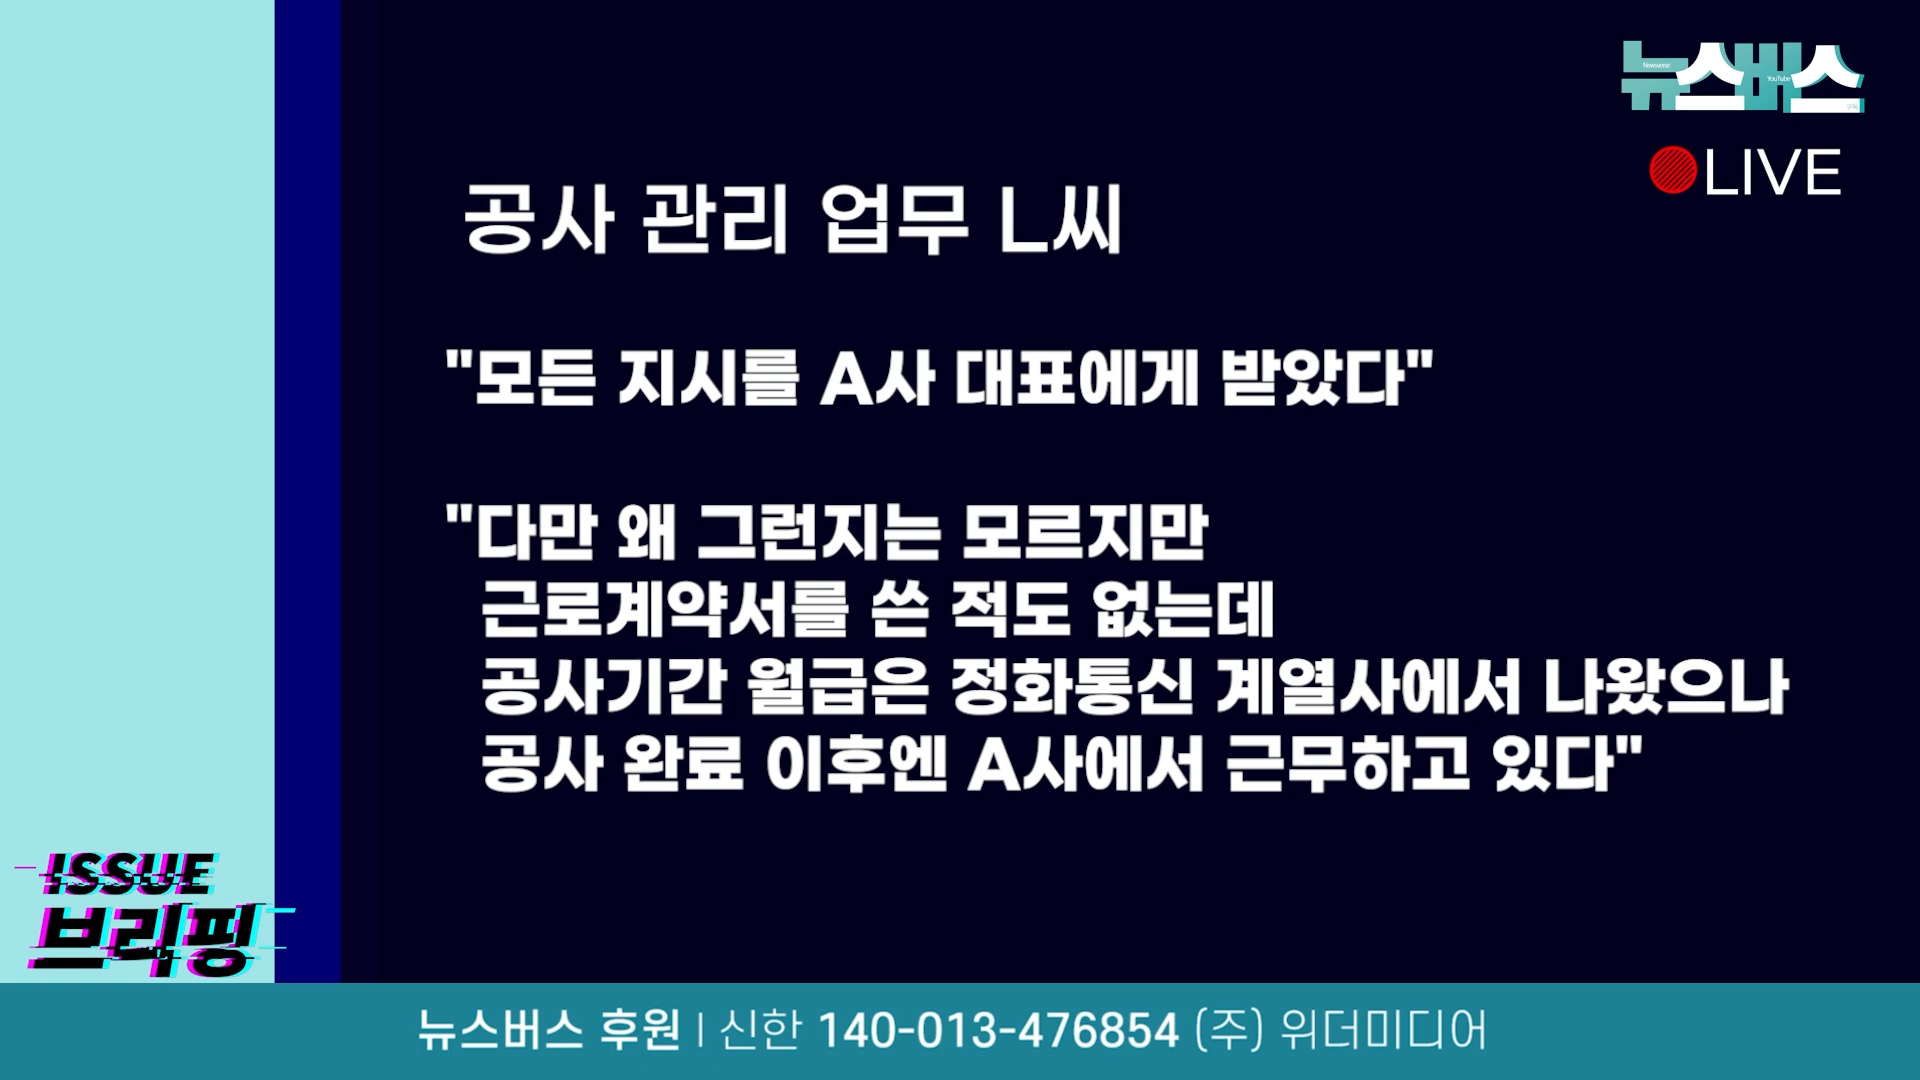 뉴스버스
Newsverse
YouTube
구독
LIVE
공사 관리 업무 L씨
"모든 지시를 A사 대표에게 받았다"
"다만 왜 그런지는 모르지만
근로계약서를 쓴 적도 없는데
공사기간 월급은 정화통신 계열사에서 나왔으나
공사 완료 이후엔 A사에서 근무하고 있다"
ISSUE
브리핑
뉴스버스 후원 | 신한 140-013-476854 (주) 위더미디어